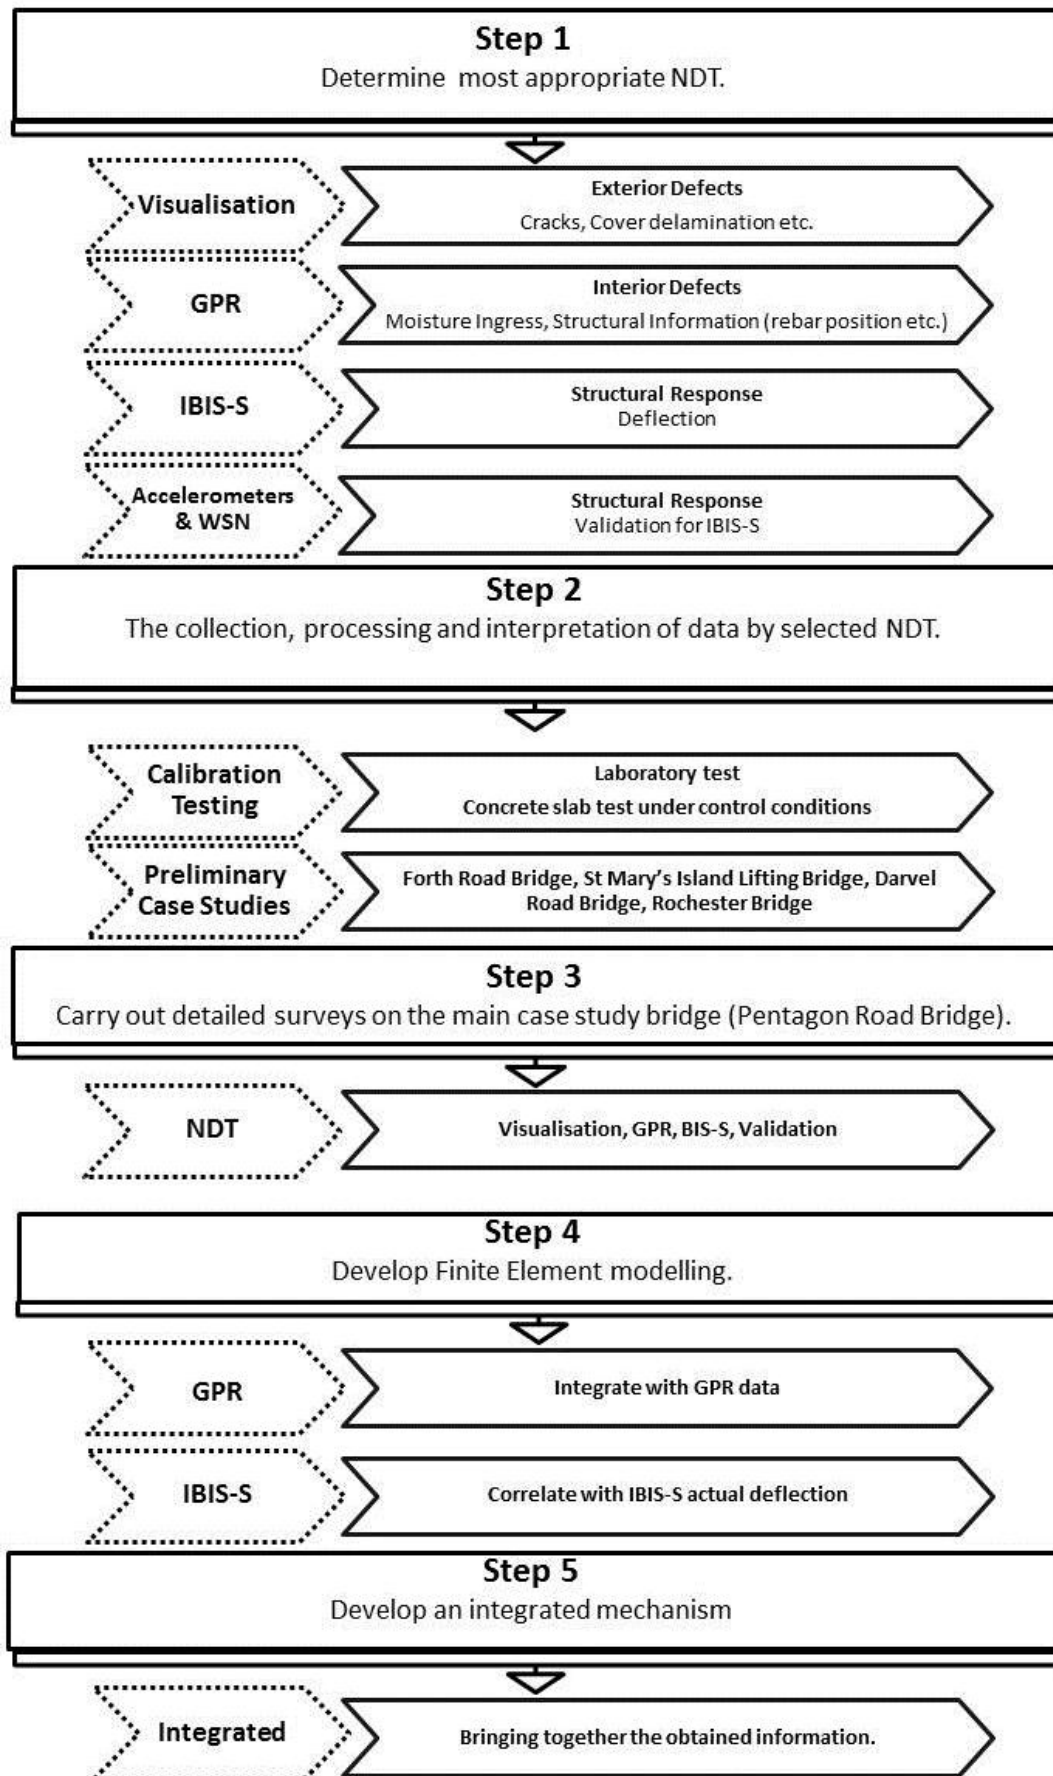 Step 1
Determine most appropriate NDT.
Visualisation
Exterior Defects
Cracks, Cover delamination etc.
GPR
Interior Defects
Moisture Ingress, Structural Information (rebar position etc.)
IBIS-S
Structural Response
Deflection
Accelerometers
& WSN
Structural Response
Validation for IBIS-S
Step 2
The collection, processing and interpretation of data by selected NDT.
Calibration
Testing
Laboratory test
Concrete slab test under control conditions
Preliminary
Case Studies
Forth Road Bridge, St Mary's Island Lifting Bridge, Darvel
Road Bridge, Rochester Bridge
Step 3
Carry out detailed surveys on the main case study bridge (Pentagon Road Bridge).
NDT
Visualisation, GPR, BIS-S, Validation
Step 4
Develop Finite Element modelling.
GPR
Integrate with GPR data
IBIS-S
Correlate with IBIS-S actual deflection
Step 5
Develop an integrated mechanism
Integrated
Bringing together the obtained information.